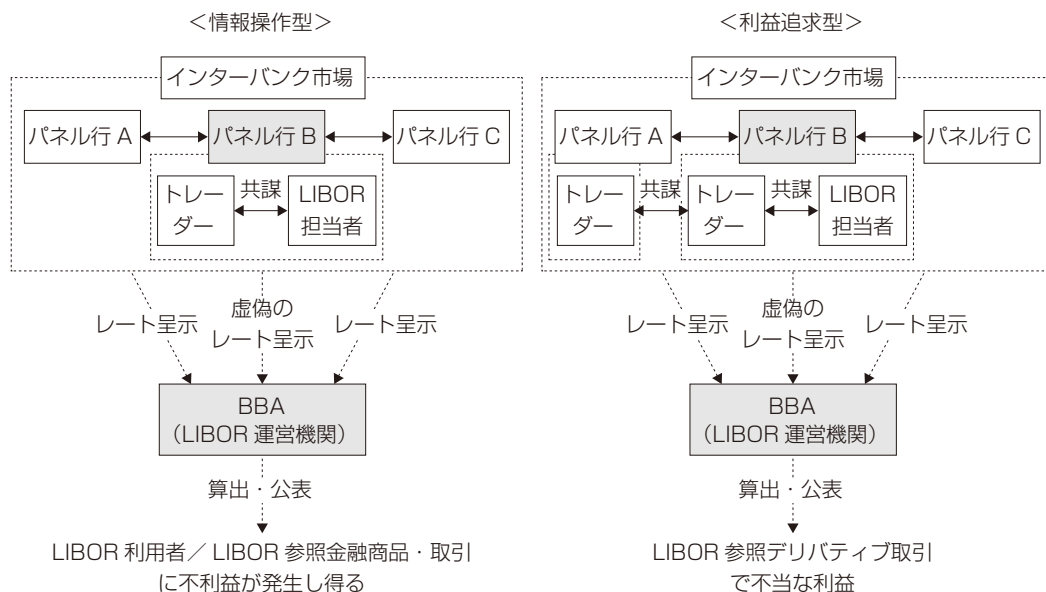 ＜情報操作型＞
インターバンク市場
パネル行 A
パネル行 B
パネル行 C
トレー
ダー
共謀
LIBOR
担当者
レート呈示
虚偽の
レート呈示
レート呈示
BBA
（LIBOR 運営機関）
算出・公表
LIBOR 利用者／ LIBOR 参照金融商品・取引
に不利益が発生し得る
＜利益追求型＞
インターバンク市場
パネル行 A
パネル行 B
パネル行 C
トレー
ダー
共謀
トレー
ダー
共謀
LIBOR
担当者
レート呈示
虚偽の
レート呈示
レート呈示
BBA
（LIBOR 運営機関）
算出・公表
LIBOR 参照デリバティブ取引
で不当な利益